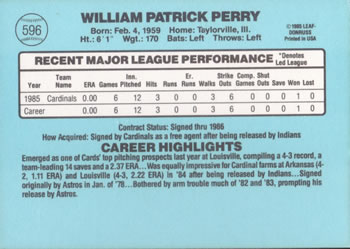 596
WILLIAM PATRICK PERRY
© 1985 LEAF-
DONRUSS
Printed in USA
Born: Feb. 4, 1959 Home: Taylorville, Ill.
Ht.: 6'1" Wgt.: 170 Bats: Left Throws: Left
RECENT MAJOR LEAGUE PERFORMANCE *Denotes Led League
Year Team Name ERA Games Inn. Pitched Hits Runs Er. Runs Walks Strike Outs Comp. Games Shut Outs Saves Won Lost
1985 Cardinals 0.00 6 12 3 0 0 3 6 0 0 0 1 0
Career 0.00 6 12 3 0 0 3 6 0 0 0 1 0
Contract Status: Signed thru 1986
How Acquired: Signed by Cardinals as a free agent after being released by Indians
CAREER HIGHLIGHTS
Emerged as one of Cards' top pitching prospects last year at Louisville, compiling a 4-3 record, a
team-leading 14 saves and a 2.37 ERA...Was equally impressive for Cardinal farms at Arkansas (4-
2, 1.11 ERA) and Louisville (4-3, 2.22 ERA) in '84 after being released by Indians...Signed
originally by Astros in Jan. of '78...Bothered by arm trouble much of '82 and '83, prompting his
release by Astros.